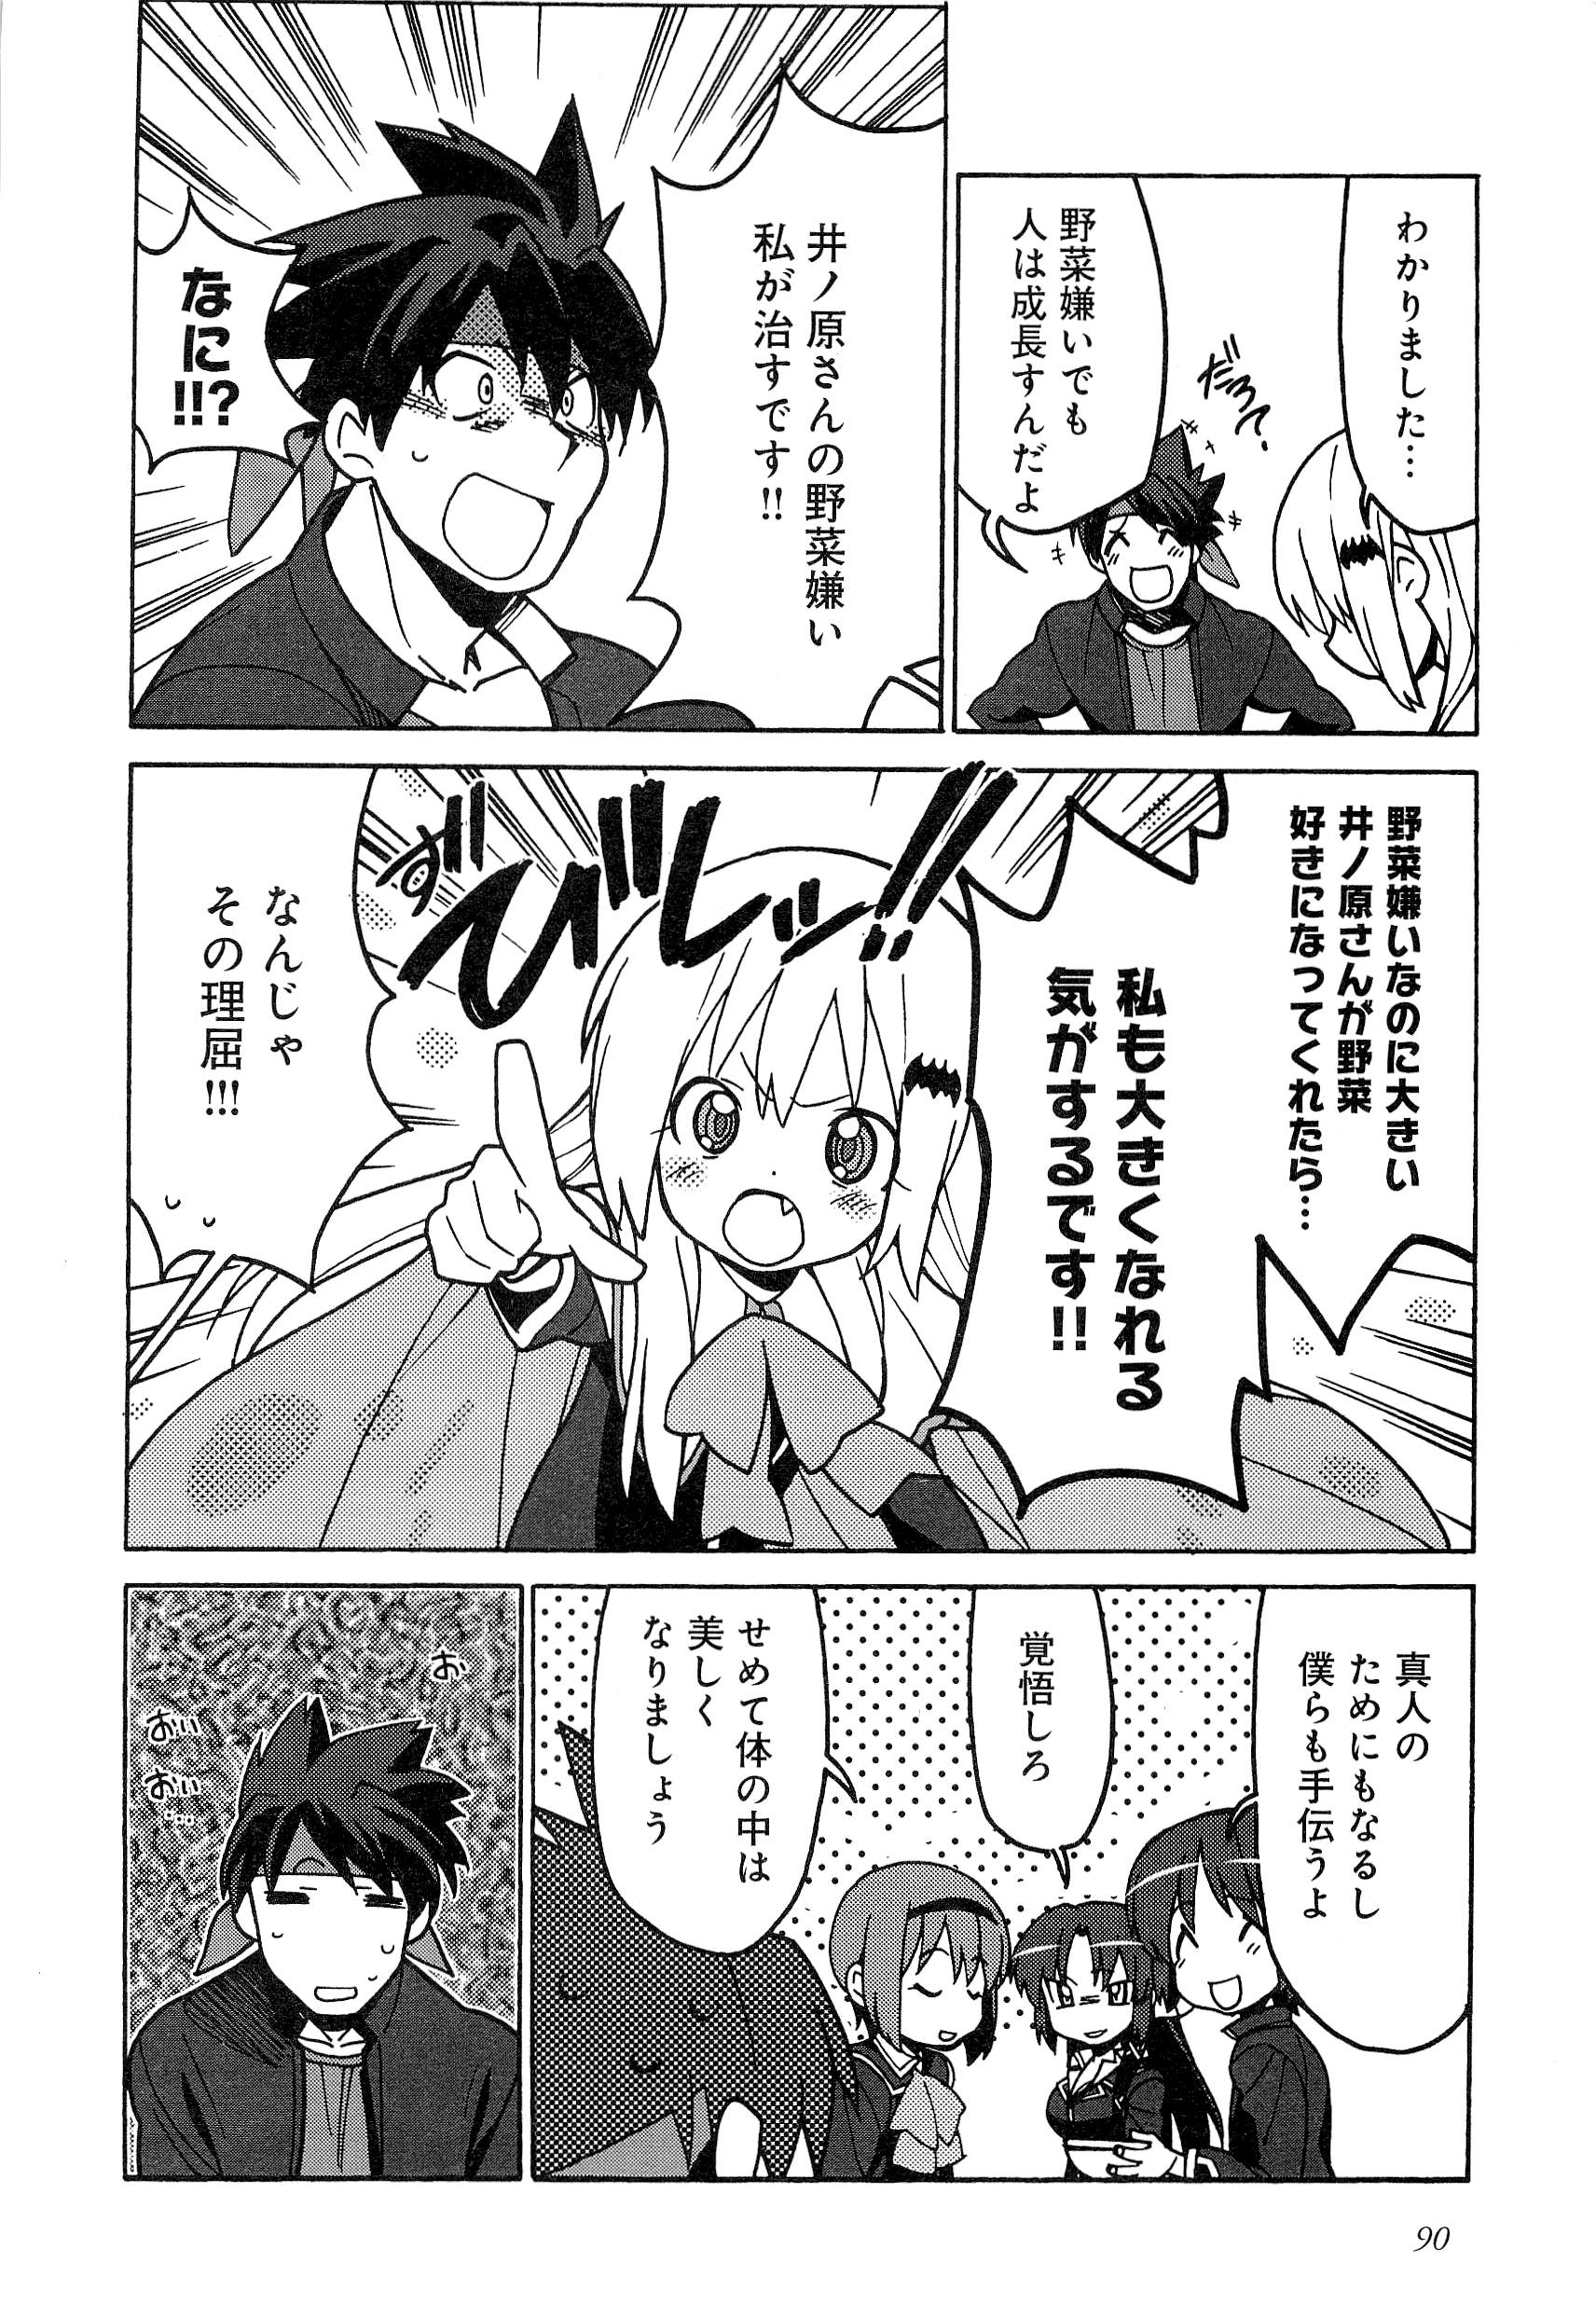 わかりました…
野菜嫌いでも
人は成長すんだよ
だろ?
井ノ原さんの野菜嫌い
私が治すです!!
なに!!?
野菜嫌いなのに大きい
井ノ原さんが野菜
好きになってくれたら…
私も大きくなれる
気がするです!!
びしッ!!
ずい
なんじゃ
その理屈!!!
真人の
ためにもなるし
僕らも手伝うよ
覚悟しろ
せめて体の中は
美しく
なりましょう
お
おい
おい…
90